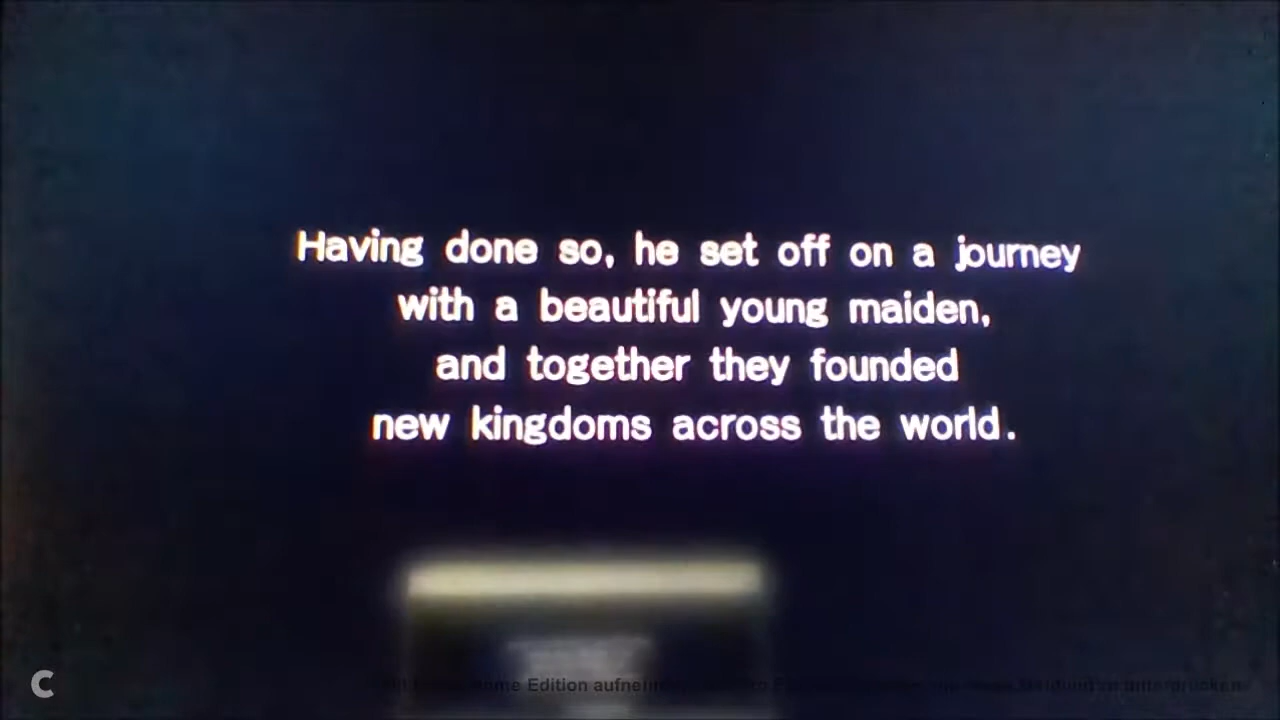 Having done so, he set off on a journey
with a beautiful young maiden,
and together they founded
new kingdoms across the world.
C
Home Edition